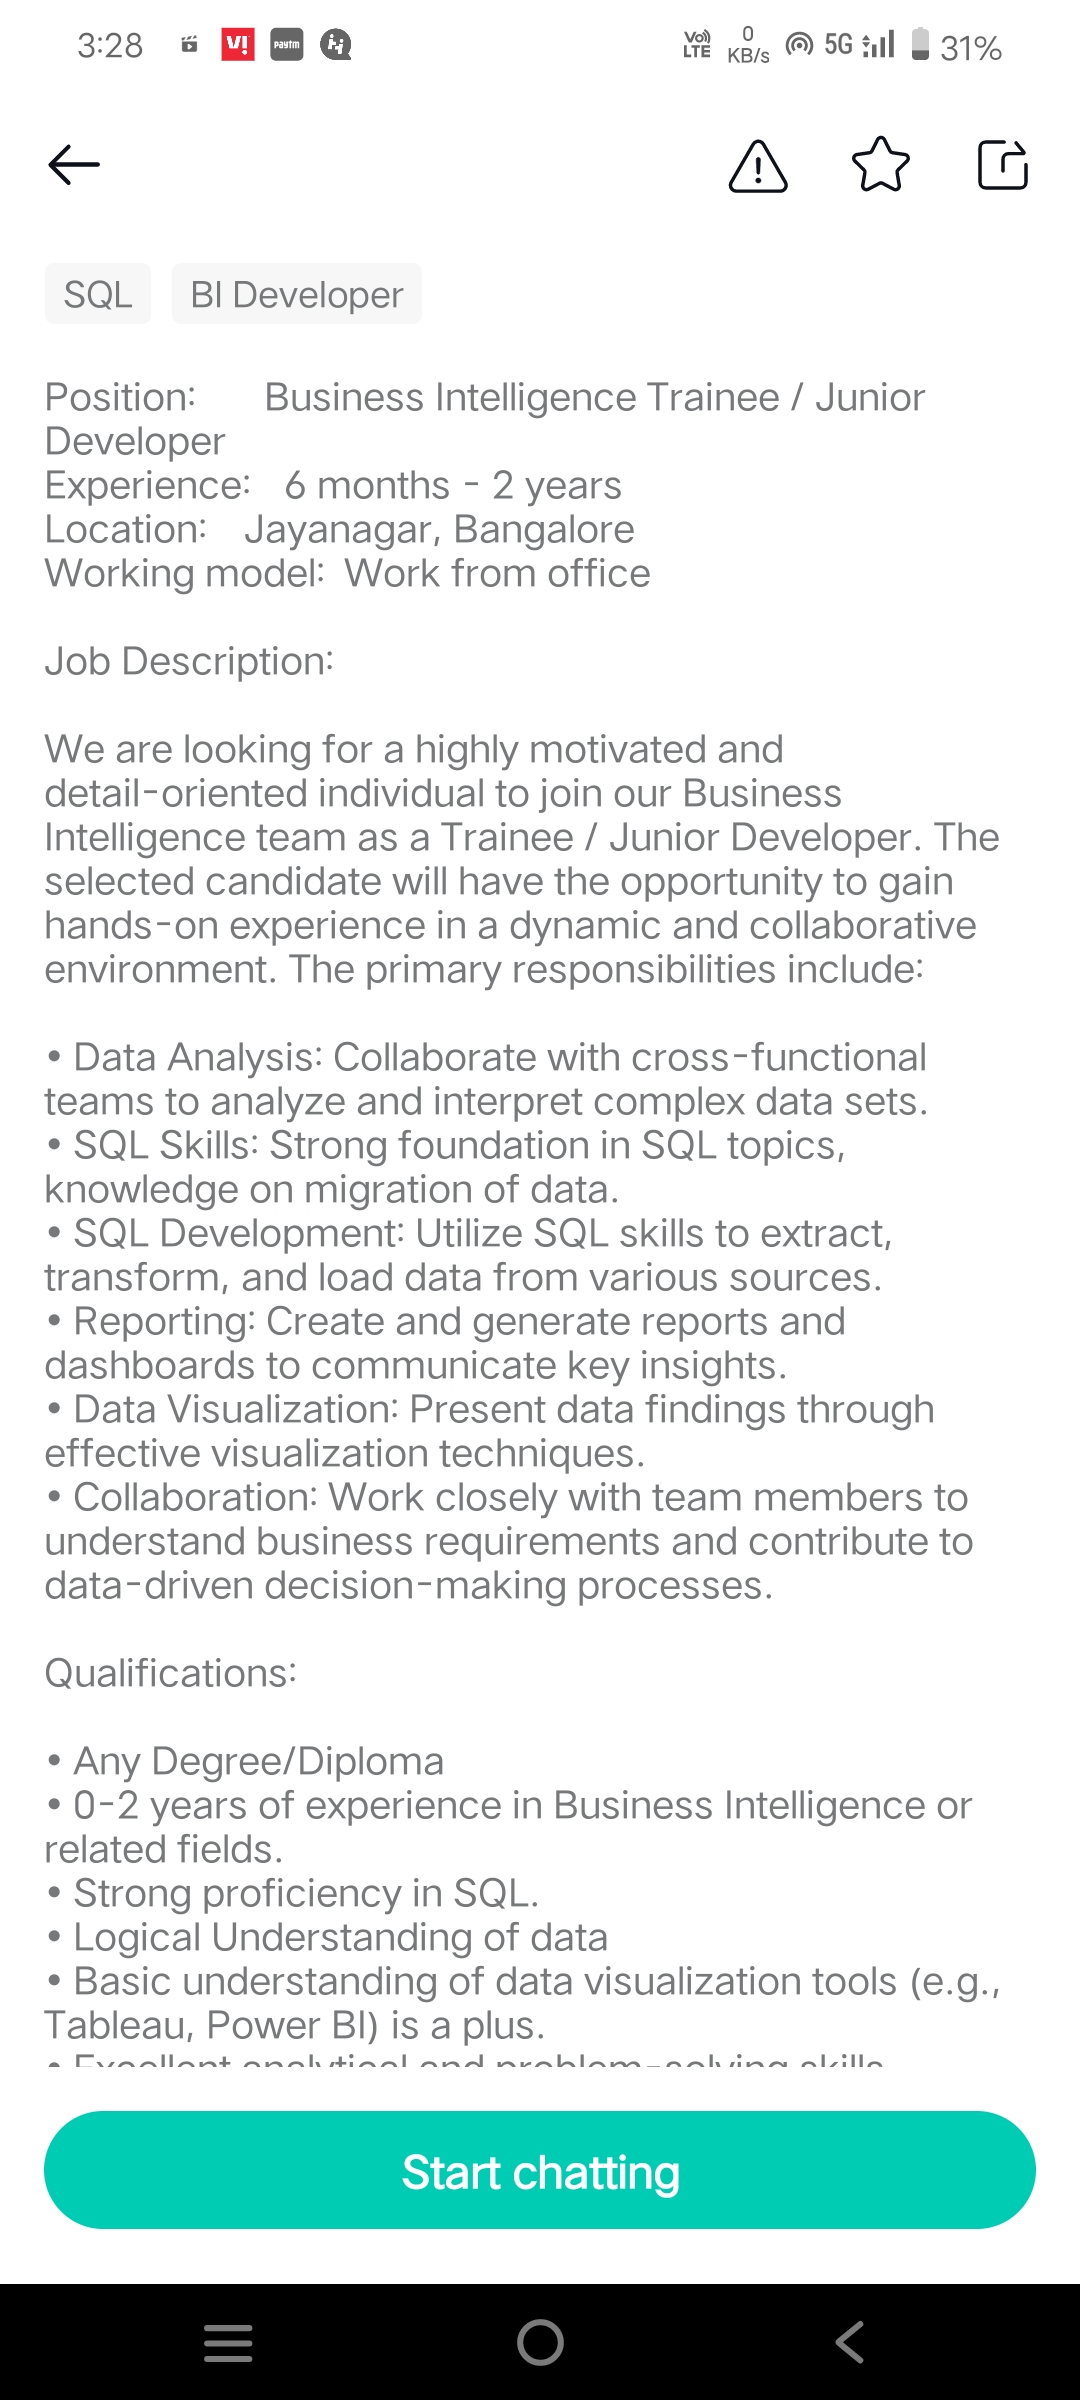 3:28 V! paytm Vo) LTE 0 KB/s 5G 31%
SQL BI Developer
Position: Business Intelligence Trainee / Junior
Developer
Experience: 6 months - 2 years
Location: Jayanagar, Bangalore
Working model: Work from office
Job Description:
We are looking for a highly motivated and
detail-oriented individual to join our Business
Intelligence team as a Trainee / Junior Developer. The
selected candidate will have the opportunity to gain
hands-on experience in a dynamic and collaborative
environment. The primary responsibilities include:
• Data Analysis: Collaborate with cross-functional
teams to analyze and interpret complex data sets.
• SQL Skills: Strong foundation in SQL topics,
knowledge on migration of data.
• SQL Development: Utilize SQL skills to extract,
transform, and load data from various sources.
• Reporting: Create and generate reports and
dashboards to communicate key insights.
• Data Visualization: Present data findings through
effective visualization techniques.
• Collaboration: Work closely with team members to
understand business requirements and contribute to
data-driven decision-making processes.
Qualifications:
• Any Degree/Diploma
• 0-2 years of experience in Business Intelligence or
related fields.
• Strong proficiency in SQL.
• Logical Understanding of data
• Basic understanding of data visualization tools (e.g.,
Tableau, Power BI) is a plus.
• Excellent analytical and problem-solving skills
Start chatting